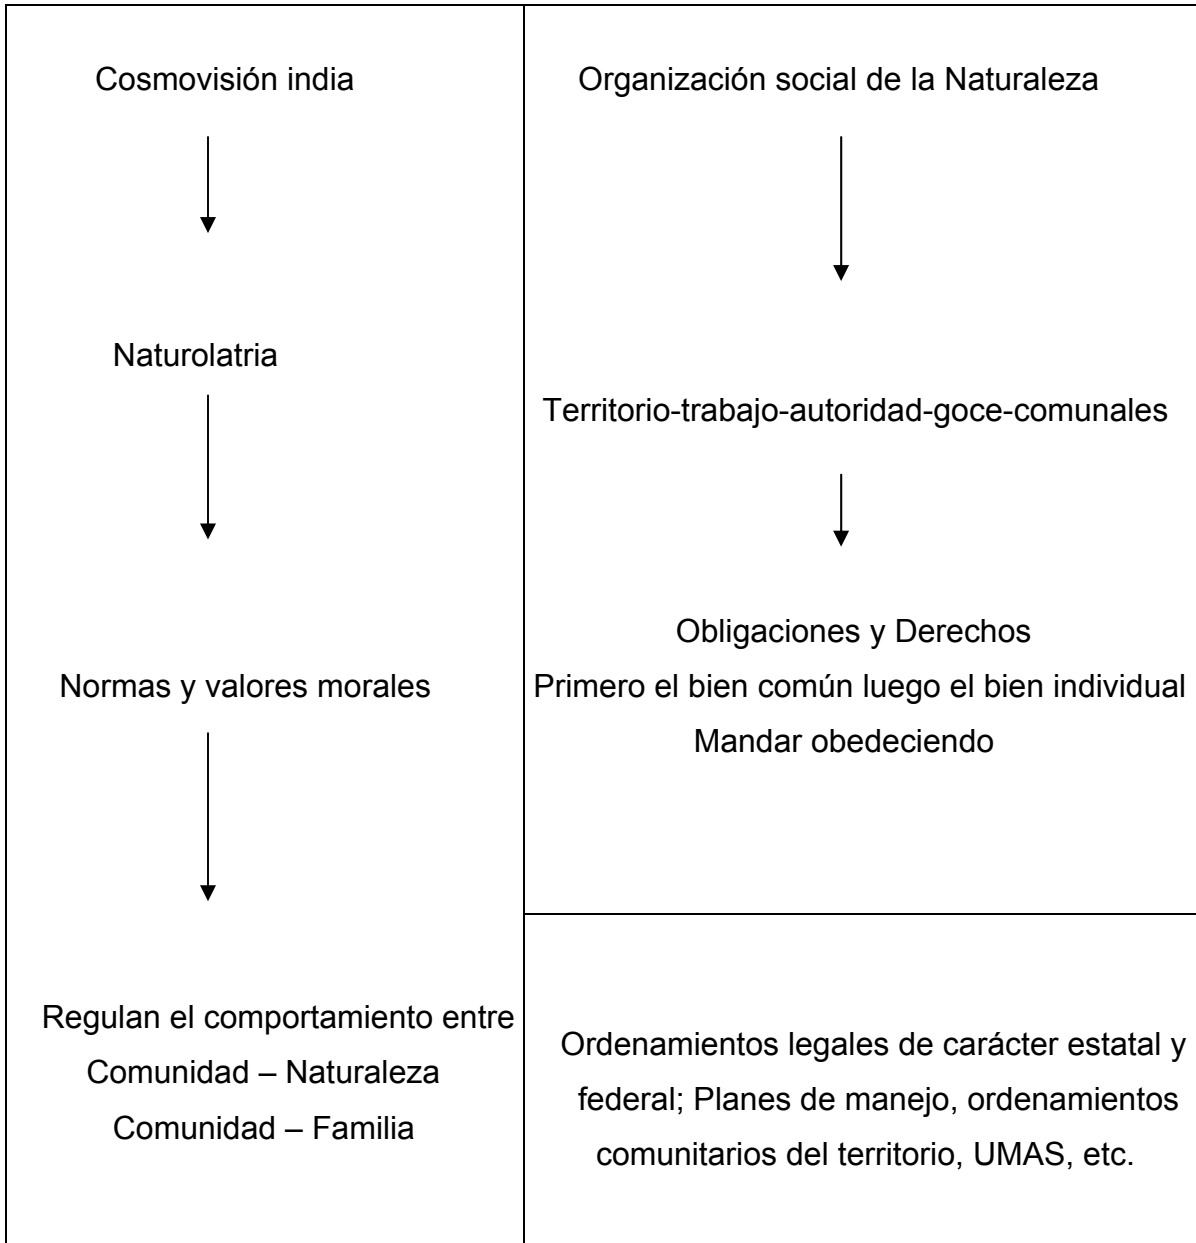 Cosmovisión india
Naturolatria
Normas y valores morales
Regulan el comportamiento entre
Comunidad – Naturaleza
Comunidad – Familia
Organización social de la Naturaleza
Territorio-trabajo-autoridad-goce-comunales
Obligaciones y Derechos
Primero el bien común luego el bien individual
Mandar obedeciendo
Ordenamientos legales de carácter estatal y
federal; Planes de manejo, ordenamientos
comunitarios del territorio, UMAS, etc.